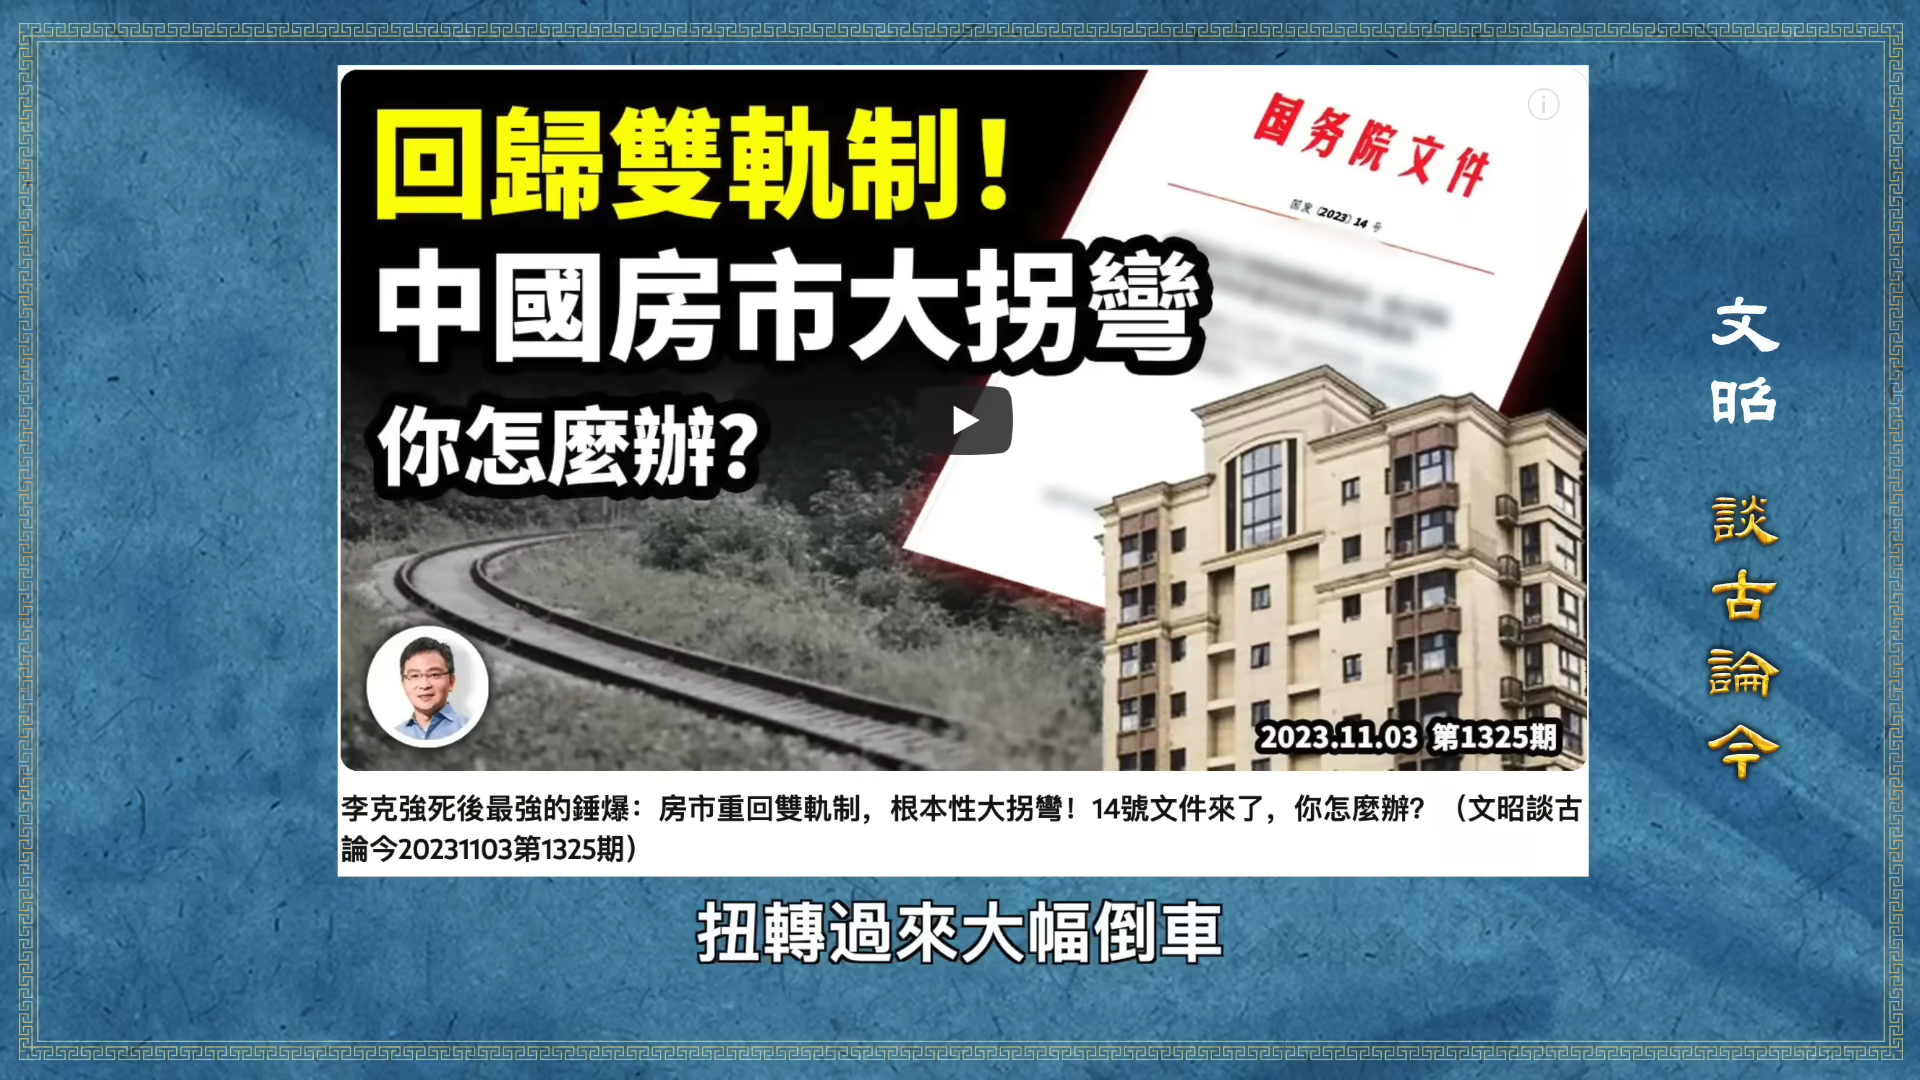 回歸雙軌制！
中國房市大拐彎
你怎麼辦？
国务院文件
国发〔2023〕14 号
2023.11.03 第1325期
李克強死後最強的錘爆：房市重回雙軌制，根本性大拐彎！14號文件來了，你怎麼辦？（文昭談古
論今20231103第1325期）
扭轉過來大幅倒車
文昭 談古論今